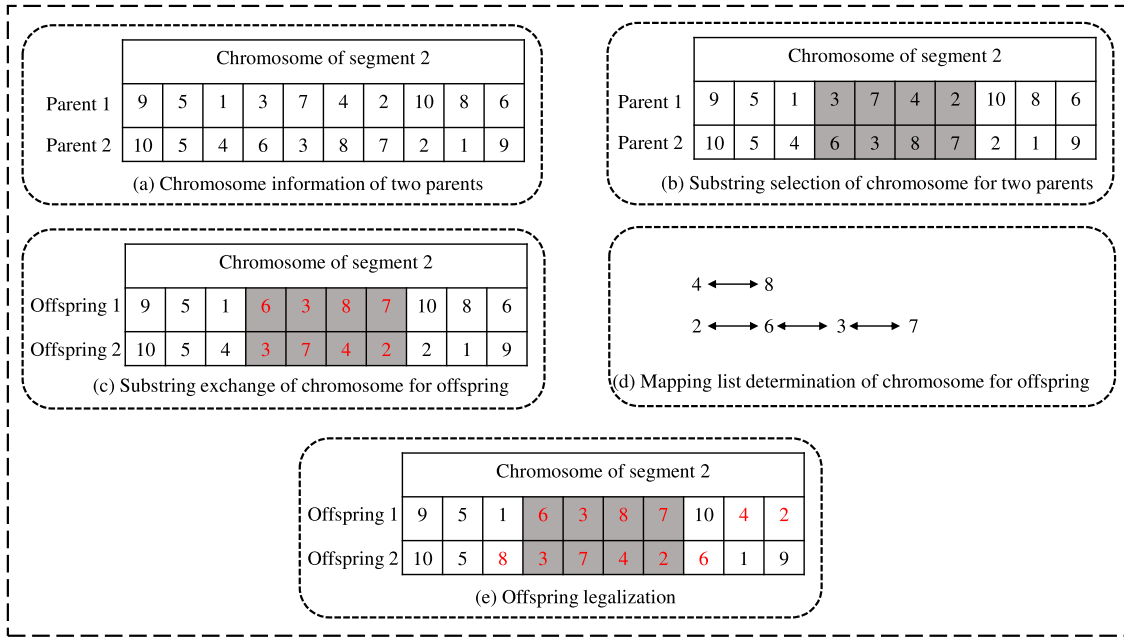 Chromosome of segment 2
Parent 1 9 5 1 3 7 4 2 10 8 6
Parent 2 10 5 4 6 3 8 7 2 1 9
(a) Chromosome information of two parents
Chromosome of segment 2
Parent 1 9 5 1 3 7 4 2 10 8 6
Parent 2 10 5 4 6 3 8 7 2 1 9
(b) Substring selection of chromosome for two parents
Chromosome of segment 2
Offspring 1 9 5 1 6 3 8 7 10 8 6
Offspring 2 10 5 4 3 7 4 2 2 1 9
(c) Substring exchange of chromosome for offspring
4 8
2 6 3 7
(d) Mapping list determination of chromosome for offspring
Chromosome of segment 2
Offspring 1 9 5 1 6 3 8 7 10 4 2
Offspring 2 10 5 8 3 7 4 2 6 1 9
(e) Offspring legalization